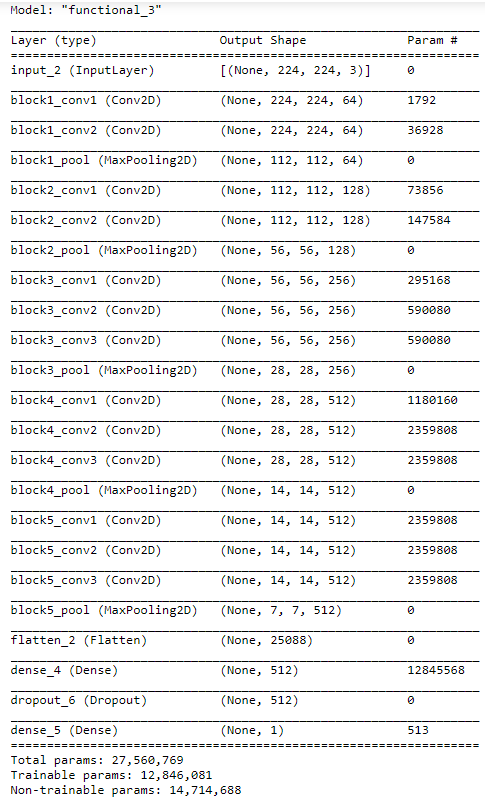 Model: "functional_3"
Layer (type) Output Shape Param #
input_2 (InputLayer) [(None, 224, 224, 3)] 0
block1_conv1 (Conv2D) (None, 224, 224, 64) 1792
block1_conv2 (Conv2D) (None, 224, 224, 64) 36928
block1_pool (MaxPooling2D) (None, 112, 112, 64) 0
block2_conv1 (Conv2D) (None, 112, 112, 128) 73856
block2_conv2 (Conv2D) (None, 112, 112, 128) 147584
block2_pool (MaxPooling2D) (None, 56, 56, 128) 0
block3_conv1 (Conv2D) (None, 56, 56, 256) 295168
block3_conv2 (Conv2D) (None, 56, 56, 256) 590080
block3_conv3 (Conv2D) (None, 56, 56, 256) 590080
block3_pool (MaxPooling2D) (None, 28, 28, 256) 0
block4_conv1 (Conv2D) (None, 28, 28, 512) 1180160
block4_conv2 (Conv2D) (None, 28, 28, 512) 2359808
block4_conv3 (Conv2D) (None, 28, 28, 512) 2359808
block4_pool (MaxPooling2D) (None, 14, 14, 512) 0
block5_conv1 (Conv2D) (None, 14, 14, 512) 2359808
block5_conv2 (Conv2D) (None, 14, 14, 512) 2359808
block5_conv3 (Conv2D) (None, 14, 14, 512) 2359808
block5_pool (MaxPooling2D) (None, 7, 7, 512) 0
flatten_2 (Flatten) (None, 25088) 0
dense_4 (Dense) (None, 512) 12845568
dropout_6 (Dropout) (None, 512) 0
dense_5 (Dense) (None, 1) 513
Total params: 27,560,769
Trainable params: 12,846,081
Non-trainable params: 14,714,688